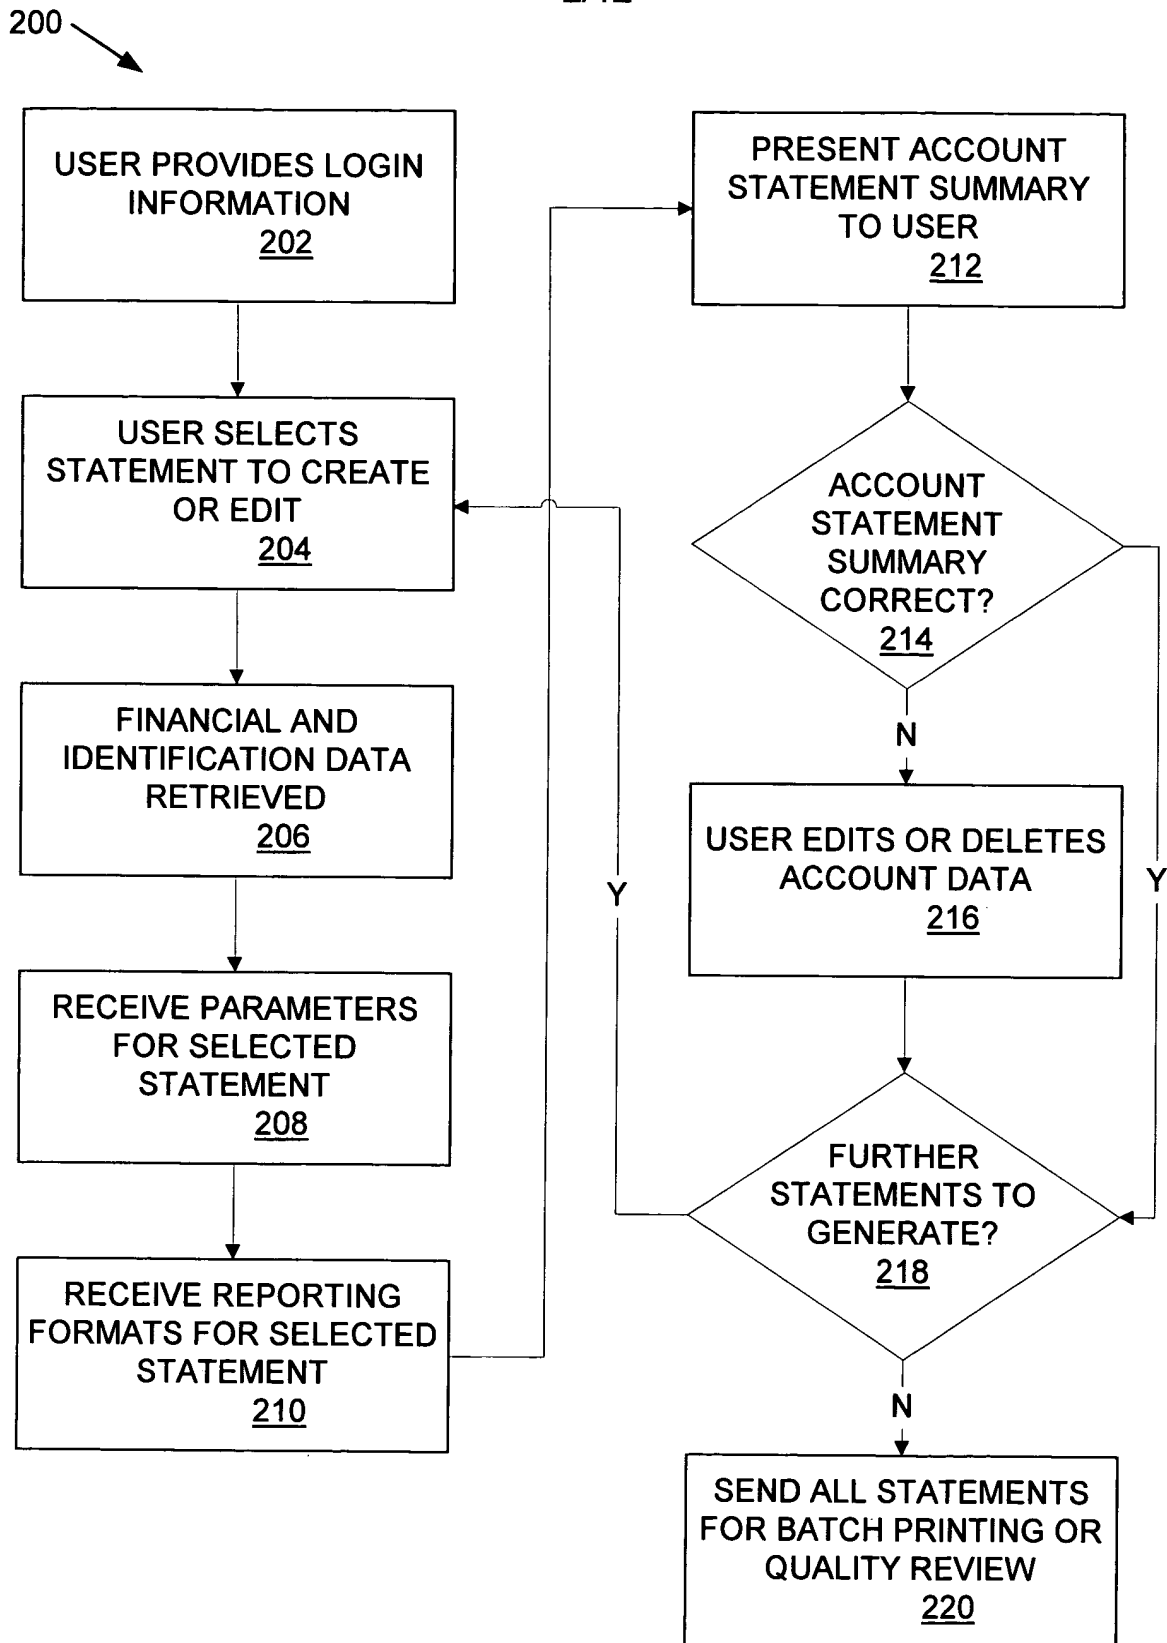 200
USER PROVIDES LOGIN
INFORMATION
202
USER SELECTS
STATEMENT TO CREATE
OR EDIT
204
FINANCIAL AND
IDENTIFICATION DATA
RETRIEVED
206
RECEIVE PARAMETERS
FOR SELECTED
STATEMENT
208
RECEIVE REPORTING
FORMATS FOR SELECTED
STATEMENT
210
PRESENT ACCOUNT
STATEMENT SUMMARY
TO USER
212
ACCOUNT
STATEMENT
SUMMARY
CORRECT?
214
N
Y
USER EDITS OR DELETES
ACCOUNT DATA
216
Y
FURTHER
STATEMENTS TO
GENERATE?
218
N
SEND ALL STATEMENTS
FOR BATCH PRINTING OR
QUALITY REVIEW
220